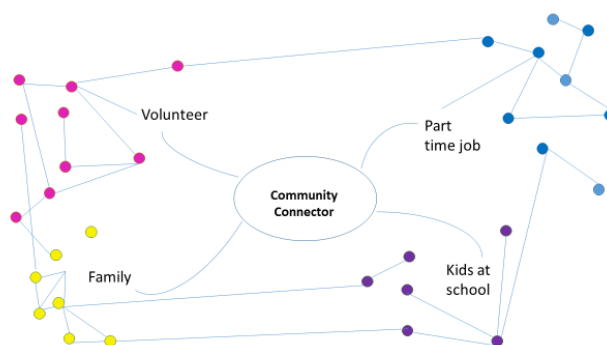 Volunteer
Part
time job
Community
Connector
Family
Kids at
school